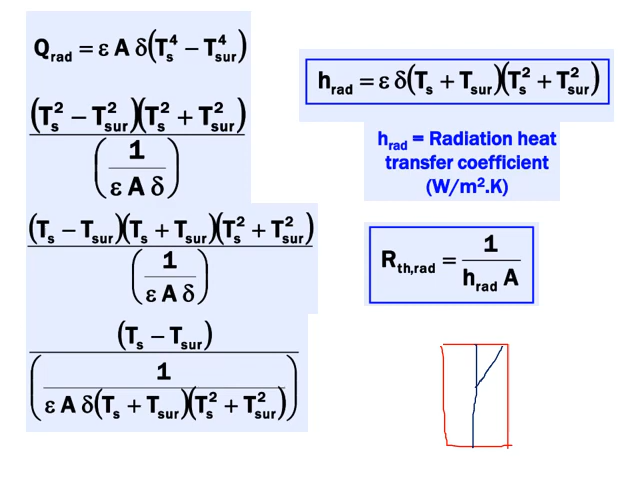 Q_rad = ε A δ(T_s^4 − T_sur^4)
(T_s^2 − T_sur^2)(T_s^2 + T_sur^2)
(1
ε A δ)
(T_s − T_sur)(T_s + T_sur)(T_s^2 + T_sur^2)
(1
ε A δ)
(T_s − T_sur)
(1
ε A δ(T_s + T_sur)(T_s^2 + T_sur^2))
h_rad = ε δ(T_s + T_sur)(T_s^2 + T_sur^2)
h_rad = Radiation heat
transfer coefficient
(W/m².K)
R_th,rad = 1
h_rad A